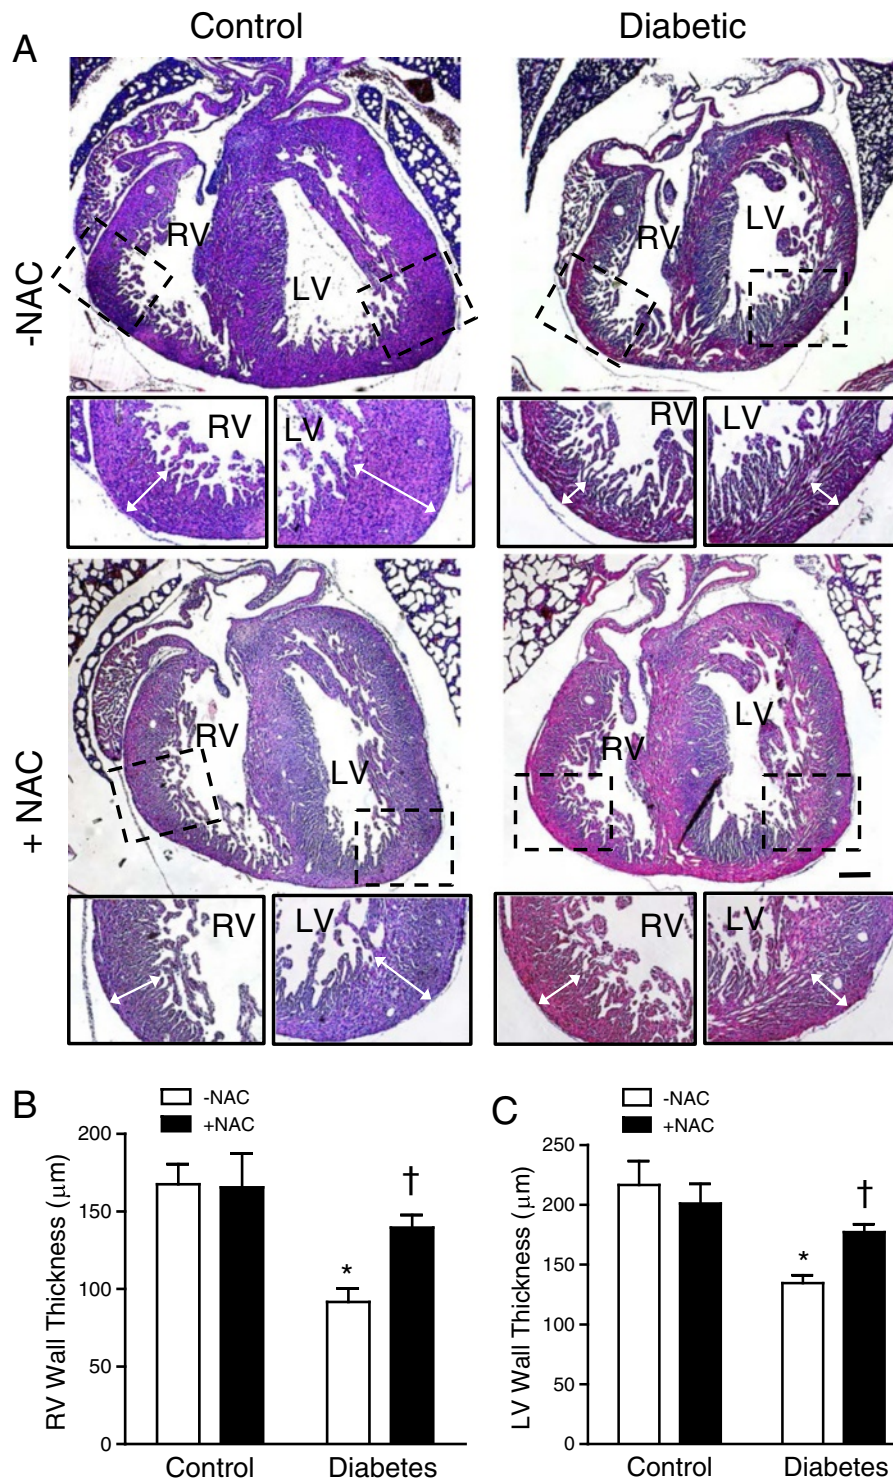 Control Diabetic
A
-NAC
RV LV
RV LV
RV LV
RV LV
+ NAC
RV LV
RV LV
RV LV
RV LV
B
-NAC
+NAC
RV Wall Thickness (μm)
200
150
100
50
0
* †
Control Diabetes
C
-NAC
+NAC
LV Wall Thickness (μm)
250
200
150
100
50
0
* †
Control Diabetes